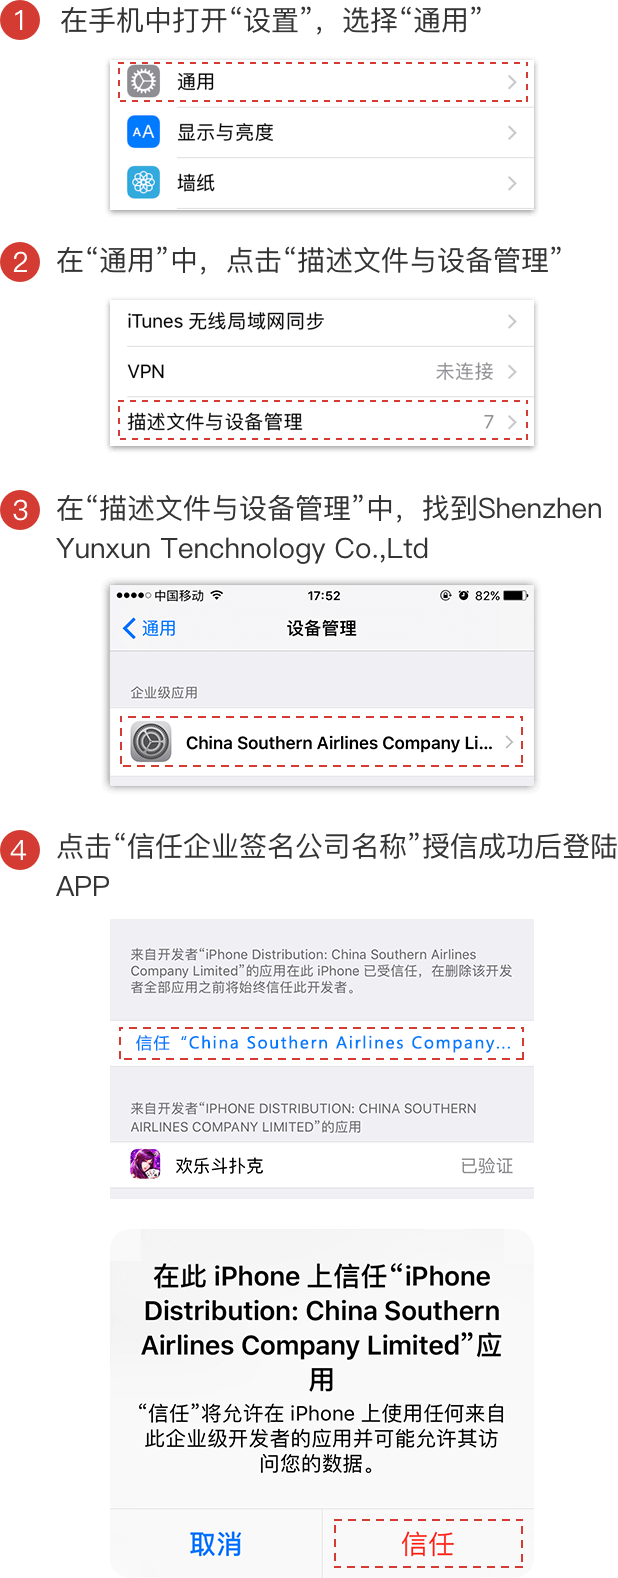 1 在手机中打开“设置”，选择“通用”
通用
AA 显示与亮度
墙纸
2 在“通用”中，点击“描述文件与设备管理”
iTunes 无线局域网同步
VPN 未连接
描述文件与设备管理 7
3 在“描述文件与设备管理”中，找到Shenzhen
Yunxun Tenchnology Co.,Ltd
中国移动 17:52 82%
通用 设备管理
企业级应用
China Southern Airlines Company Li...
4 点击“信任企业签名公司名称”授信成功后登陆
APP
来自开发者“iPhone Distribution: China Southern Airlines
Company Limited”的应用在此 iPhone 已受信任，在删除该开发
者全部应用之前将始终信任此开发者。
信任“China Southern Airlines Company...
来自开发者“IPHONE DISTRIBUTION: CHINA SOUTHERN
AIRLINES COMPANY LIMITED”的应用
欢乐斗扑克 已验证
在此 iPhone 上信任“iPhone
Distribution: China Southern
Airlines Company Limited”应
用
“信任”将允许在 iPhone 上使用任何来自
此企业级开发者的应用并可能允许其访
问您的数据。
取消 信任